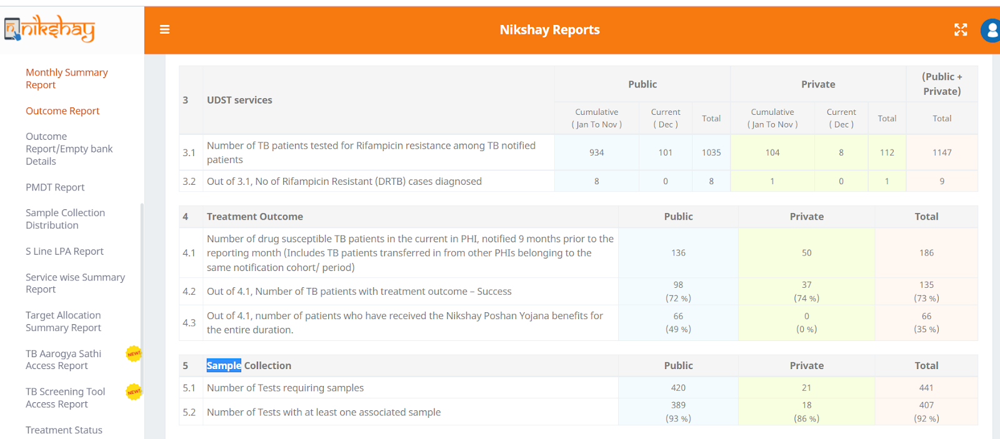 nikshay
Nikshay Reports
Monthly Summary
Report
Outcome Report
Outcome
Report/Empty bank
Details
PMDT Report
Sample Collection
Distribution
S Line LPA Report
Service wise Summary
Report
Target Allocation
Summary Report
TB Aarogya Sathi
Access Report
NEW!
TB Screening Tool
Access Report
NEW!
Treatment Status
3 UDST services Public Private (Public +
Private)
Cumulative
( Jan To Nov ) Current
( Dec ) Total Cumulative
( Jan To Nov ) Current
( Dec ) Total Total
3.1 Number of TB patients tested for Rifampicin resistance among TB notified
patients 934 101 1035 104 8 112 1147
3.2 Out of 3.1, No of Rifampicin Resistant (DRTB) cases diagnosed 8 0 8 1 0 1 9
4 Treatment Outcome Public Private Total
4.1 Number of drug susceptible TB patients in the current in PHI, notified 9 months prior to the
reporting month (Includes TB patients transferred in from other PHIs belonging to the
same notification cohort/ period) 136 50 186
4.2 Out of 4.1, Number of TB patients with treatment outcome – Success 98
(72 %) 37
(74 %) 135
(73 %)
4.3 Out of 4.1, number of patients who have received the Nikshay Poshan Yojana benefits for
the entire duration. 66
(49 %) 0
(0 %) 66
(35 %)
5 Sample Collection Public Private Total
5.1 Number of Tests requiring samples 420 21 441
5.2 Number of Tests with at least one associated sample 389
(93 %) 18
(86 %) 407
(92 %)